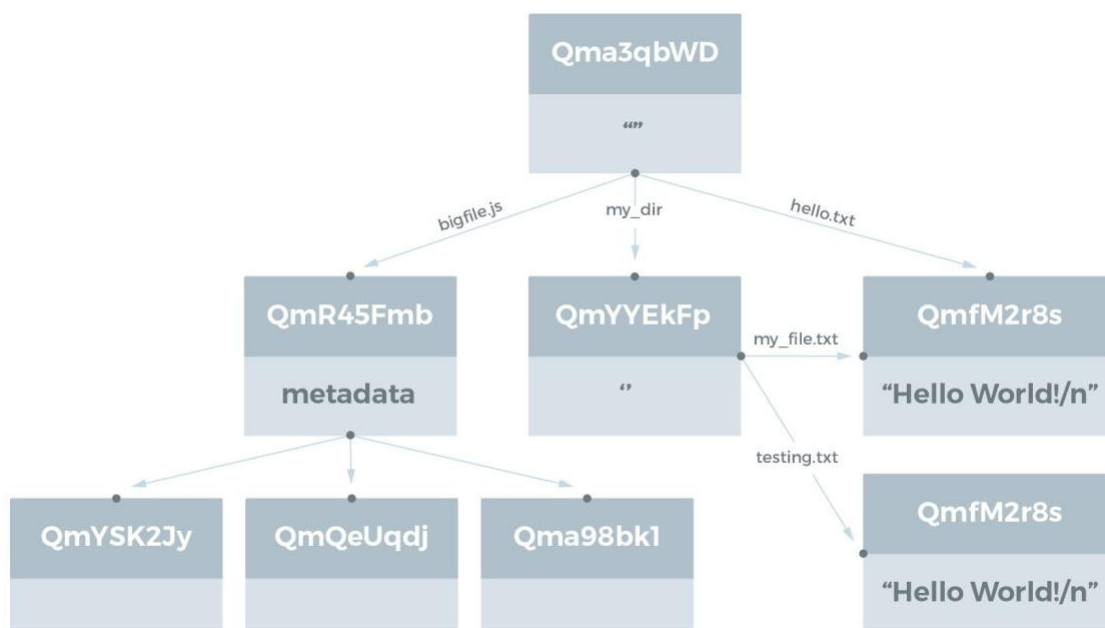 Qma3qbWD
“”
bigfile.js
my_dir
hello.txt
QmR45Fmb
QmYYEkFp
QmfM2r8s
my_file.txt
metadata
‘’
“Hello World!/n”
testing.txt
QmYSK2Jy
QmQeUqdj
Qma98bk1
QmfM2r8s
“Hello World!/n”